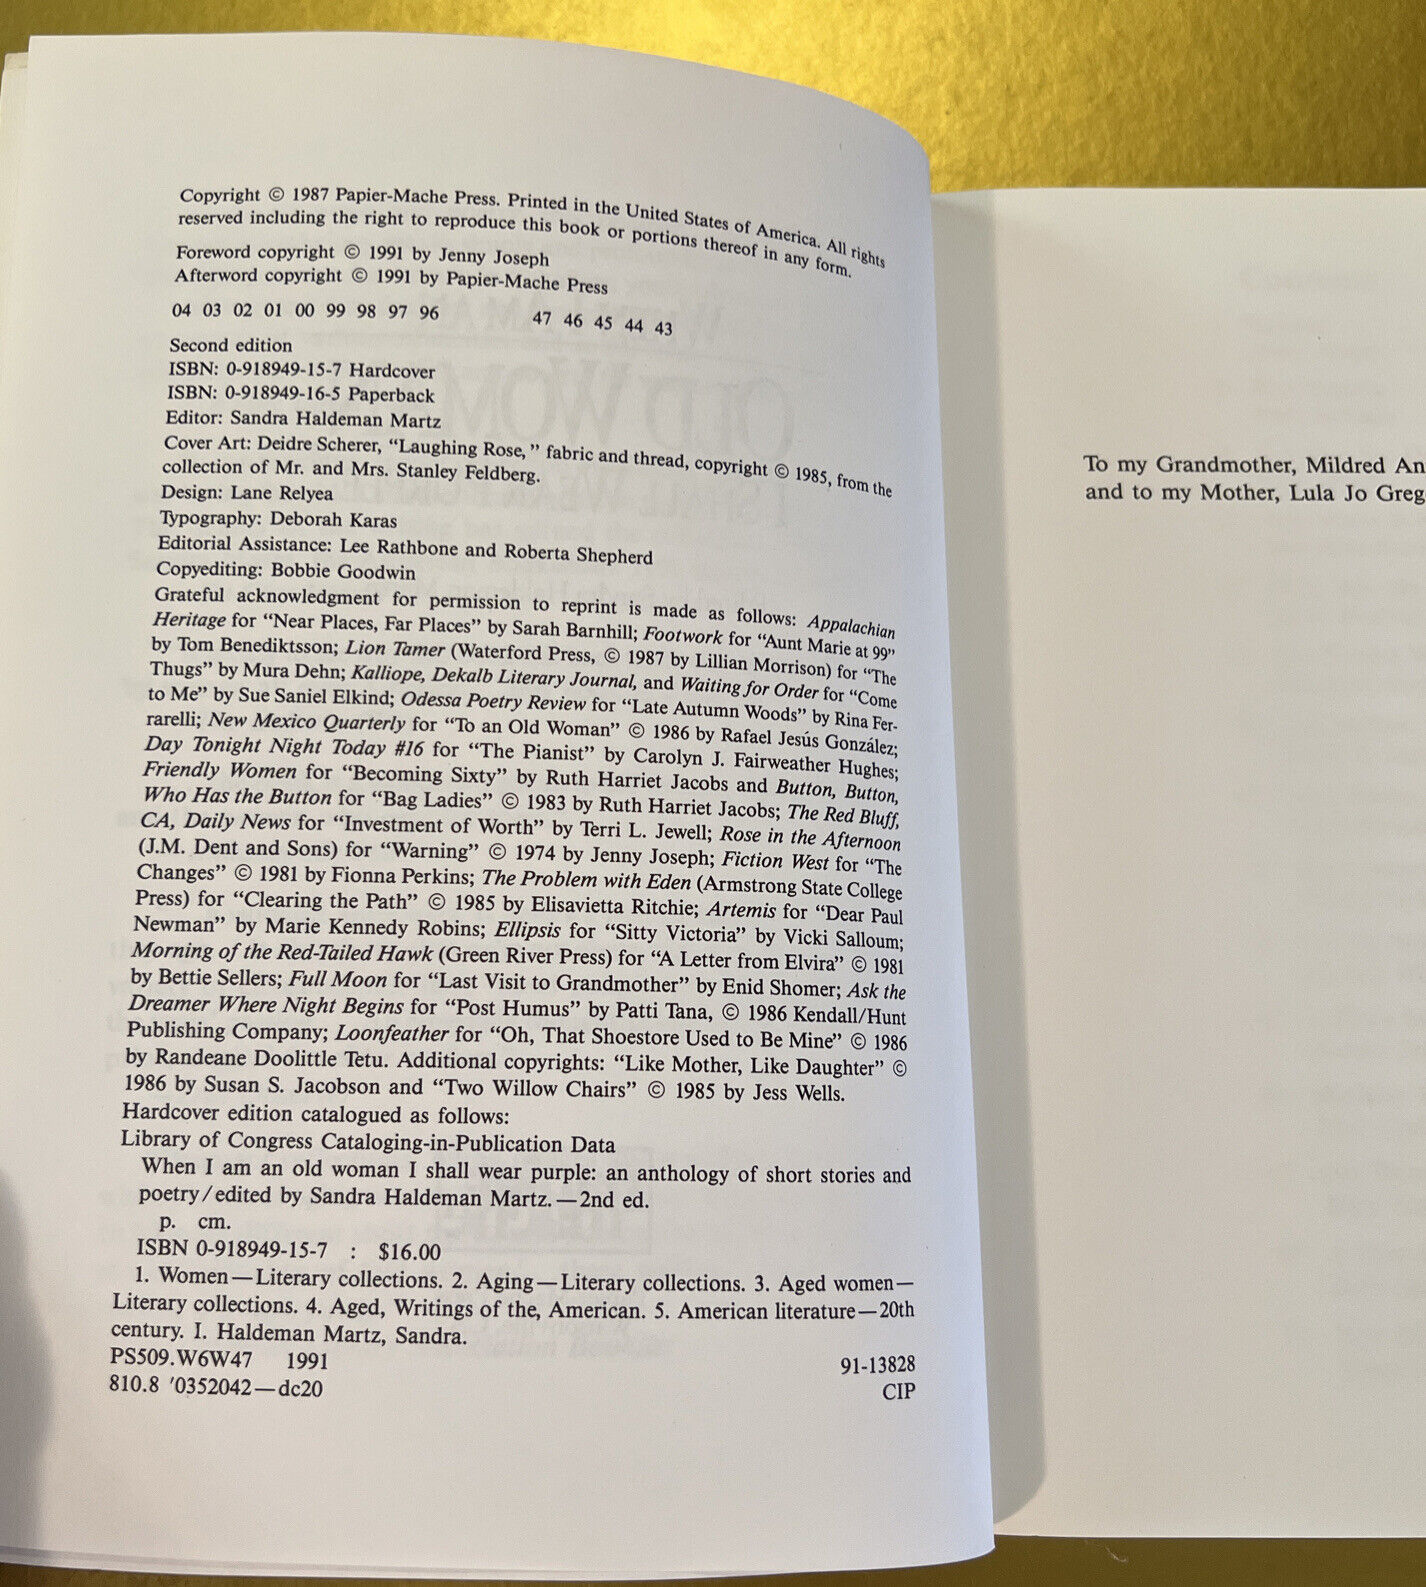 Copyright © 1987 Papier-Mache Press. Printed in the United States of America. All rights
reserved including the right to reproduce this book or portions thereof in any form.
Foreword copyright © 1991 by Jenny Joseph
Afterword copyright © 1991 by Papier-Mache Press
04 03 02 01 00 99 98 97 96 47 46 45 44 43
Second edition
ISBN: 0-918949-15-7 Hardcover
ISBN: 0-918949-16-5 Paperback
Editor: Sandra Haldeman Martz
Cover Art: Deidre Scherer, “Laughing Rose,” fabric and thread, copyright © 1985, from the
collection of Mr. and Mrs. Stanley Feldberg.
Design: Lane Relyea
Typography: Deborah Karas
Editorial Assistance: Lee Rathbone and Roberta Shepherd
Copyediting: Bobbie Goodwin
Grateful acknowledgment for permission to reprint is made as follows: Appalachian
Heritage for “Near Places, Far Places” by Sarah Barnhill; Footwork for “Aunt Marie at 99”
by Tom Benediktsson; Lion Tamer (Waterford Press, © 1987 by Lillian Morrison) for “The
Thugs” by Mura Dehn; Kalliope, Dekalb Literary Journal, and Waiting for Order for “Come
to Me” by Sue Saniel Elkind; Odessa Poetry Review for “Late Autumn Woods” by Rina Fer-
rarelli; New Mexico Quarterly for “To an Old Woman” © 1986 by Rafael Jesús González;
Day Tonight Night Today #16 for “The Pianist” by Carolyn J. Fairweather Hughes;
Friendly Women for “Becoming Sixty” by Ruth Harriet Jacobs and Button, Button,
Who Has the Button for “Bag Ladies” © 1983 by Ruth Harriet Jacobs; The Red Bluff,
CA, Daily News for “Investment of Worth” by Terri L. Jewell; Rose in the Afternoon
(J.M. Dent and Sons) for “Warning” © 1974 by Jenny Joseph; Fiction West for “The
Changes” © 1981 by Fionna Perkins; The Problem with Eden (Armstrong State College
Press) for “Clearing the Path” © 1985 by Elisavietta Ritchie; Artemis for “Dear Paul
Newman” by Marie Kennedy Robins; Ellipsis for “Sitty Victoria” by Vicki Salloum;
Morning of the Red-Tailed Hawk (Green River Press) for “A Letter from Elvira” © 1981
by Bettie Sellers; Full Moon for “Last Visit to Grandmother” by Enid Shomer; Ask the
Dreamer Where Night Begins for “Post Humus” by Patti Tana, © 1986 Kendall/Hunt
Publishing Company; Loonfeather for “Oh, That Shoestore Used to Be Mine” © 1986
by Randeane Doolittle Tetu. Additional copyrights: “Like Mother, Like Daughter” ©
1986 by Susan S. Jacobson and “Two Willow Chairs” © 1985 by Jess Wells.
Hardcover edition catalogued as follows:
Library of Congress Cataloging-in-Publication Data
When I am an old woman I shall wear purple: an anthology of short stories and
poetry/edited by Sandra Haldeman Martz.—2nd ed.
p. cm.
ISBN 0-918949-15-7 : $16.00
1. Women—Literary collections. 2. Aging—Literary collections. 3. Aged women—
Literary collections. 4. Aged, Writings of the, American. 5. American literature—20th
century. I. Haldeman Martz, Sandra.
PS509.W6W47 1991 91-13828
810.8 '0352042—dc20 CIP
To my Grandmother, Mildred An
and to my Mother, Lula Jo Greg